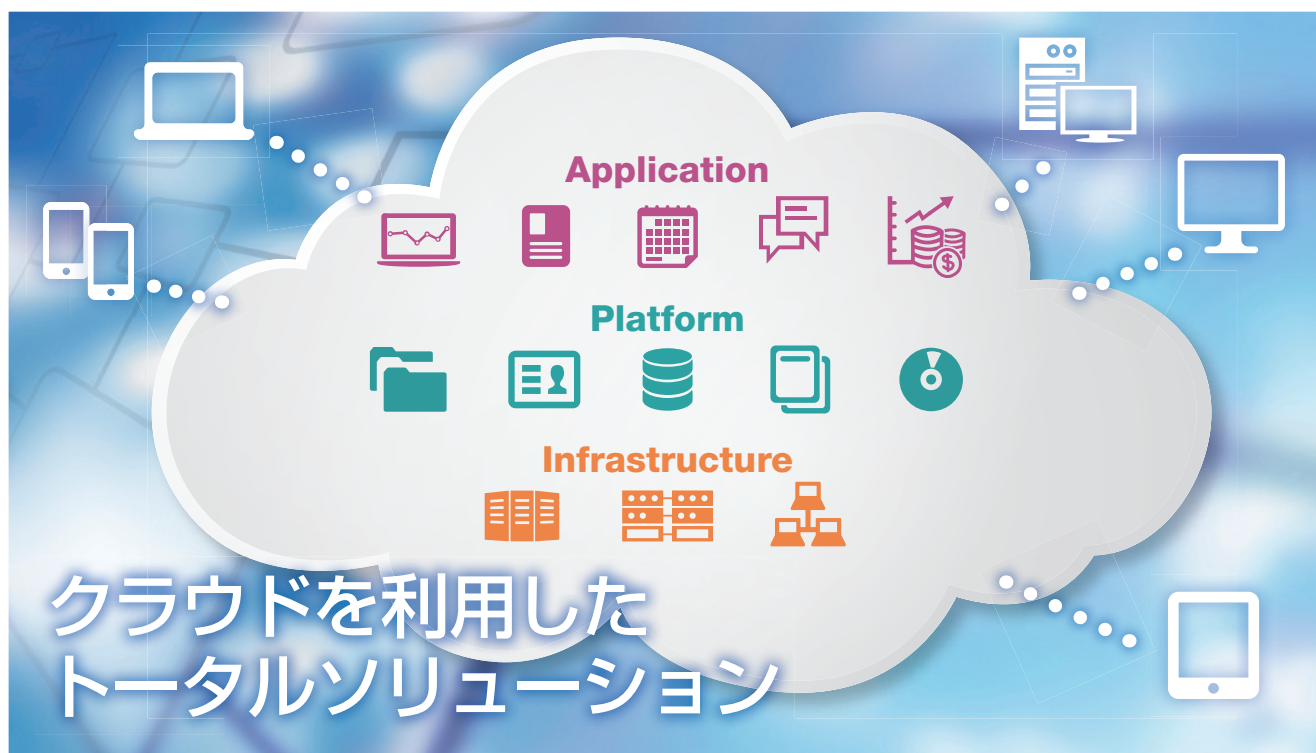 Application
Platform
Infrastructure
クラウドを利用した
トータルソリューション